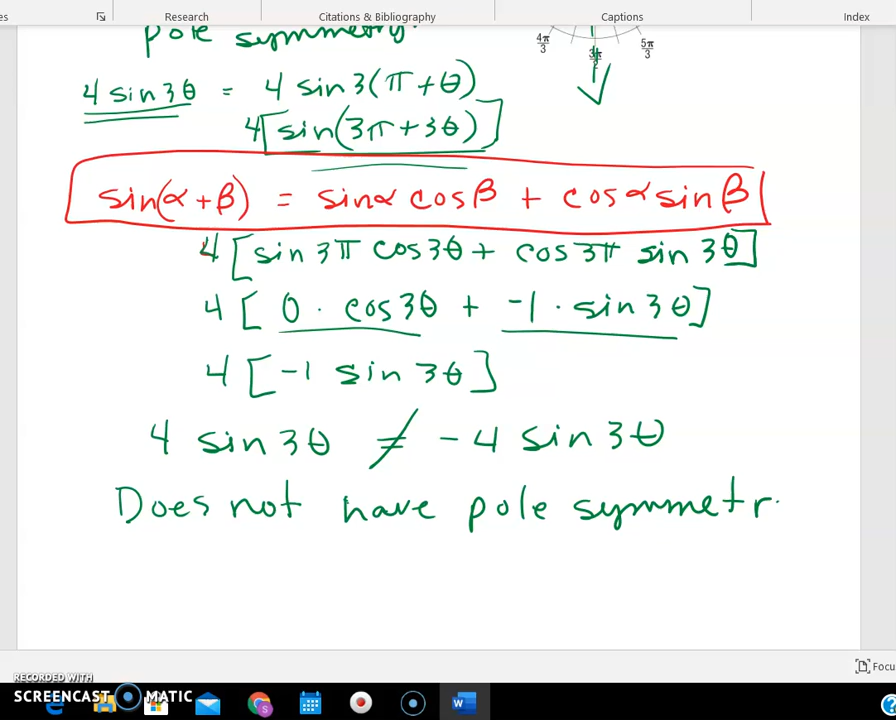 Research Citations & Bibliography Captions Index
pole symmetry.
4π/3 3π/2 5π/3
4 sin 3θ = 4 sin 3(π + θ)
4[sin(3π + 3θ)]
sin(α + β) = sinα cosβ + cosα sinβ
4[sin 3π cos 3θ + cos 3π sin 3θ]
4[0 · cos 3θ + -1 · sin 3θ]
4[-1 sin 3θ]
4 sin 3θ ≠ -4 sin 3θ
Does not have pole symmetr
Focu
RECORDED WITH
SCREENCAST MATIC